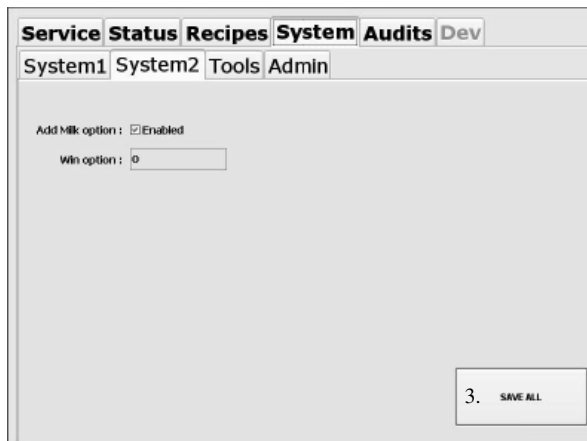 Service Status Recipes System Audits Dev
System1 System2 Tools Admin
Add Milk option : Enabled
Win option : 0
3. SAVE ALL